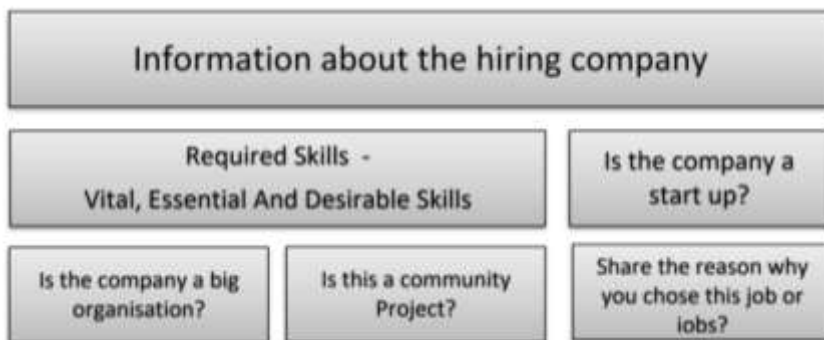 Information about the hiring company
Required Skills -
Vital, Essential And Desirable Skills
Is the company a
start up?
Is the company a big
organisation?
Is this a community
Project?
Share the reason why
you chose this job or
jobs?